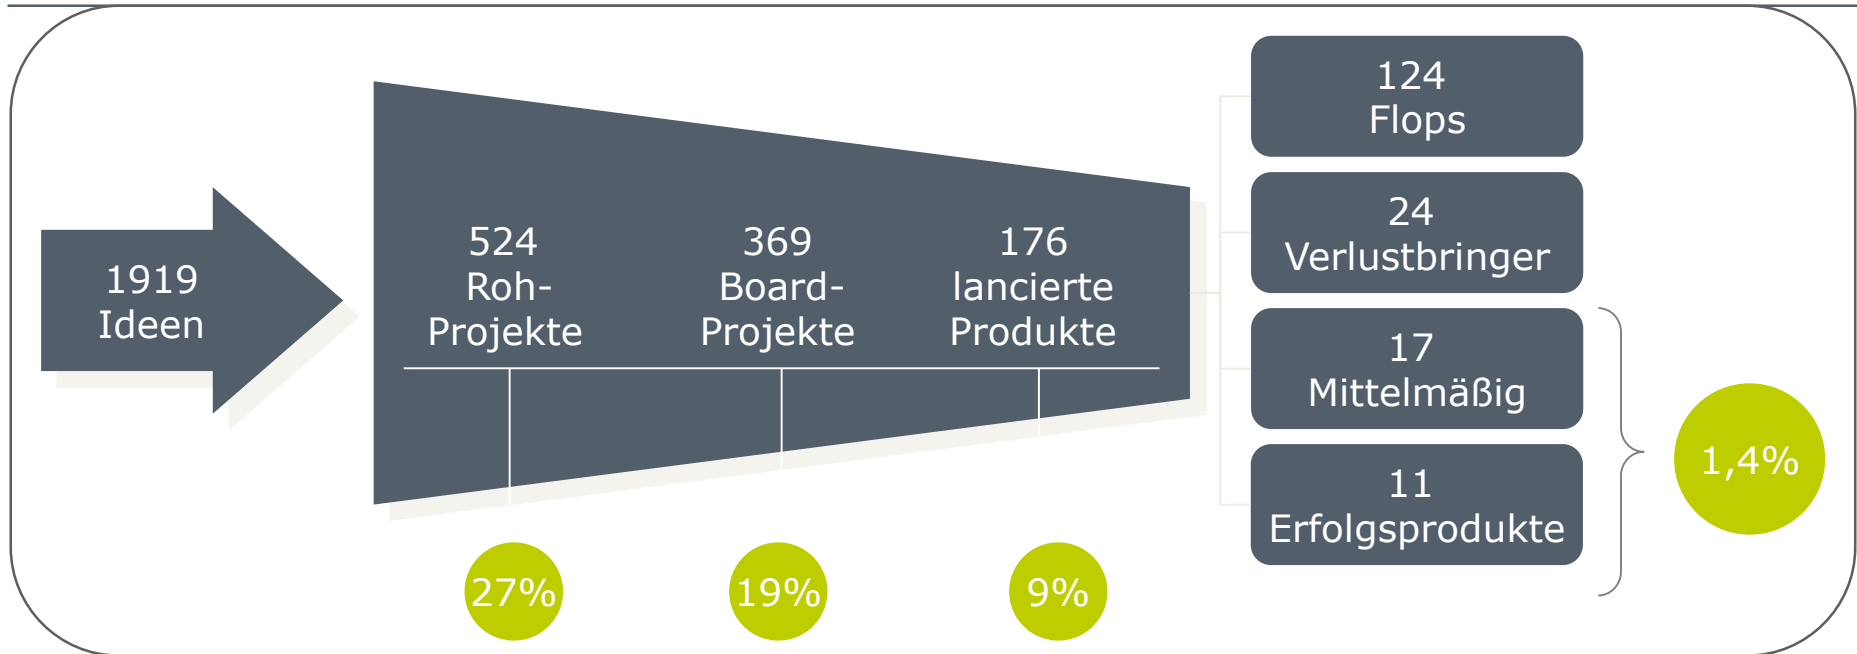 1919
Ideen
524
Roh-
Projekte
369
Board-
Projekte
176
lancierte
Produkte
27%
19%
9%
124
Flops
24
Verlustbringer
17
Mittelmäßig
11
Erfolgsprodukte
1,4%